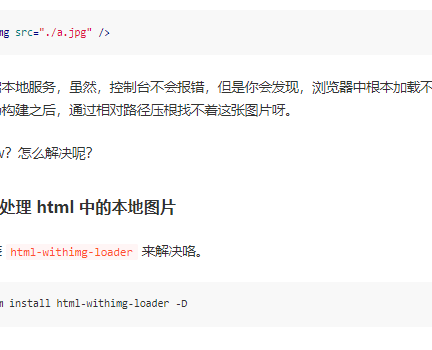 mg src="./a.jpg" />
本地服务，虽然，控制台不会报错，但是你会发现，浏览器中根本加载不
构建之后，通过相对路径压根找不着这张图片呀。
？怎么解决呢？
处理 html 中的本地图片
html-withimg-loader 来解决咯。
m install html-withimg-loader -D